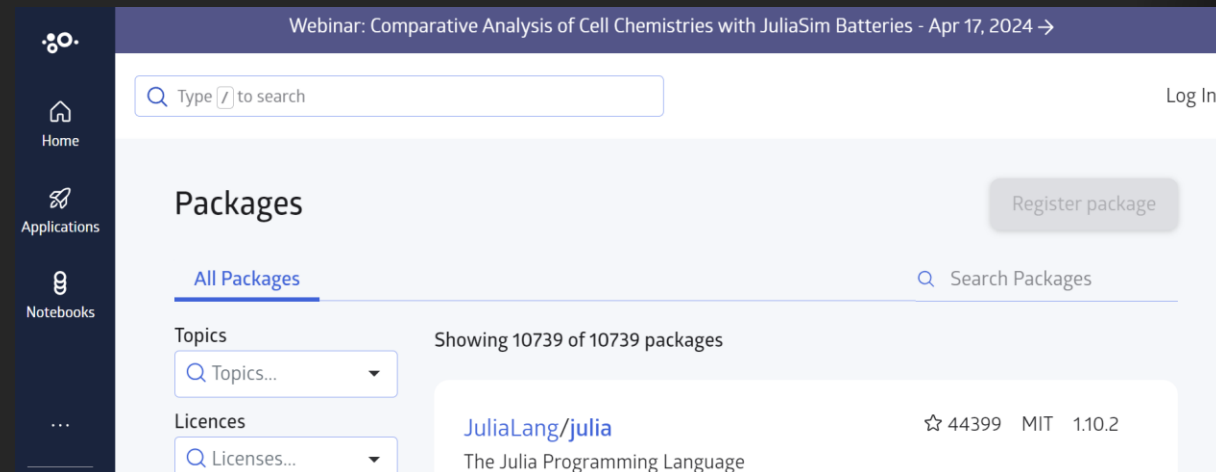 Webinar: Comparative Analysis of Cell Chemistries with JuliaSim Batteries - Apr 17, 2024 →
Type / to search
Log In
Home
Applications
Notebooks
...
Packages
Register package
All Packages
Search Packages
Topics
Topics...
Licences
Licenses...
Showing 10739 of 10739 packages
JuliaLang/julia
44399 MIT 1.10.2
The Julia Programming Language